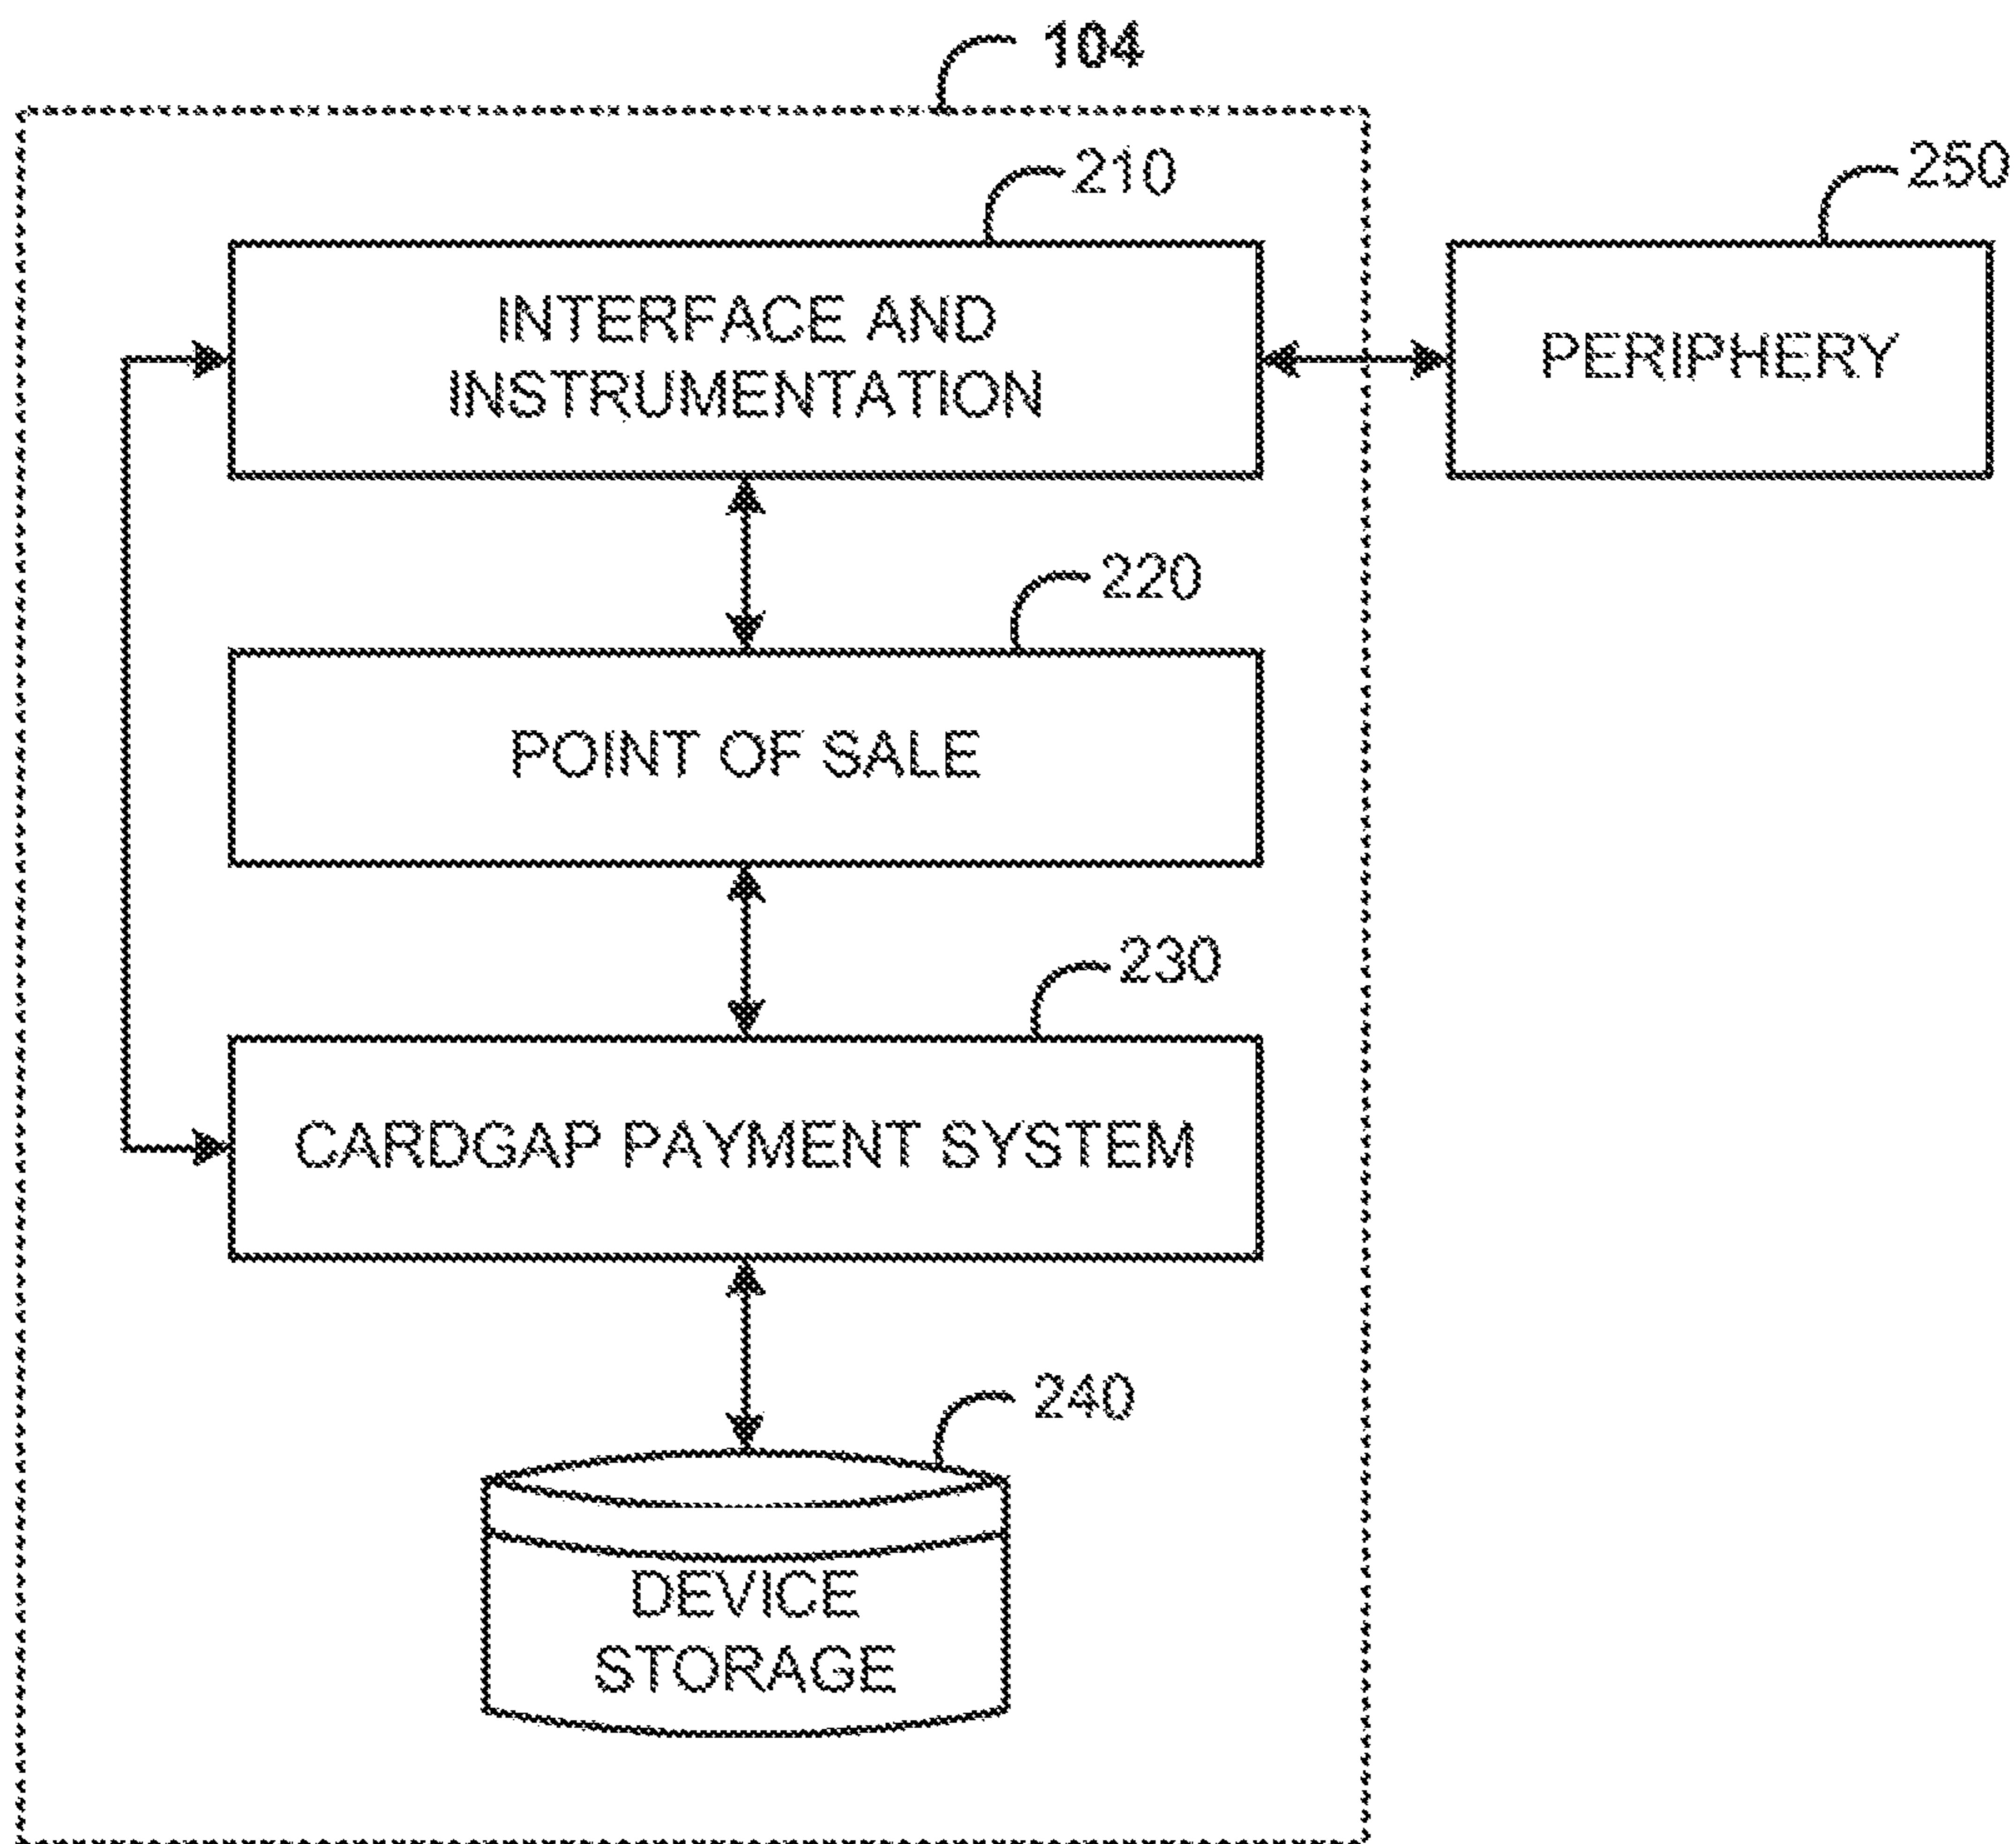 104
210
250
INTERFACE AND
INSTRUMENTATION
PERIPHERY
220
POINT OF SALE
230
CARDGAP PAYMENT SYSTEM
240
DEVICE
STORAGE